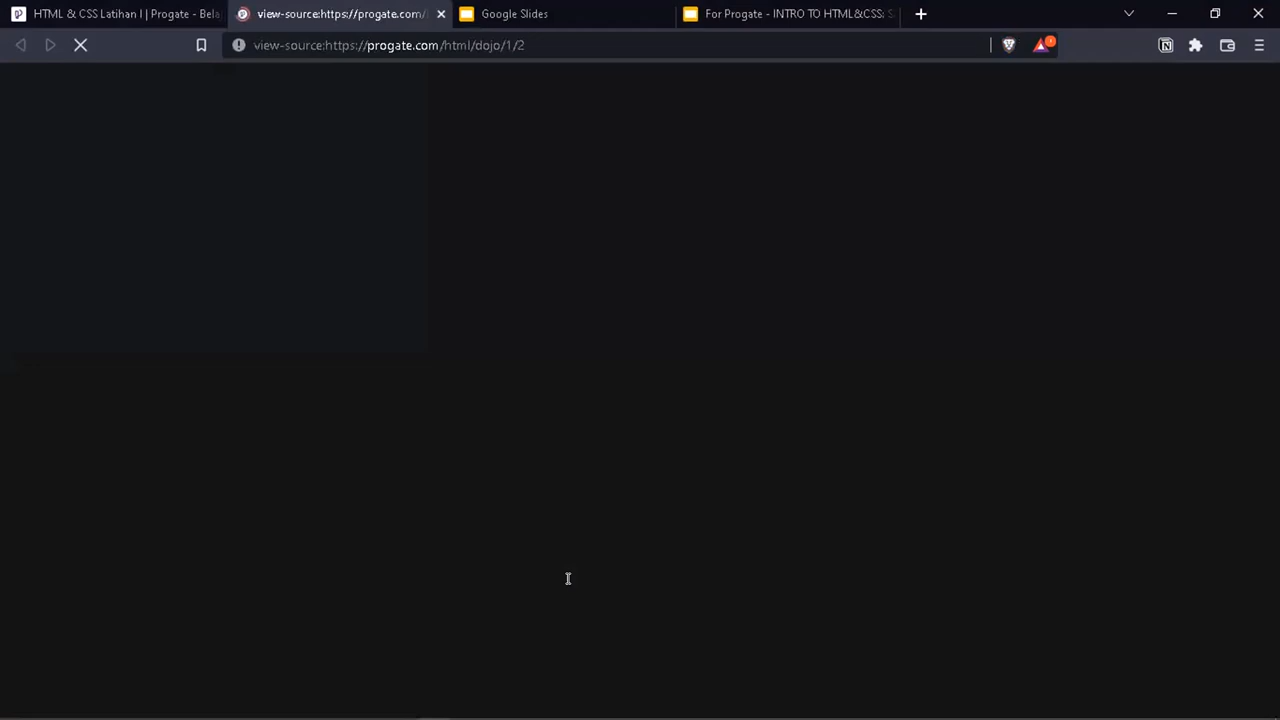 HTML & CSS Latihan I | Progate - Bela
view-source:https://progate.com/
Google Slides
For Progate - INTRO TO HTML&CSS: S
view-source:https://progate.com/html/dojo/1/2